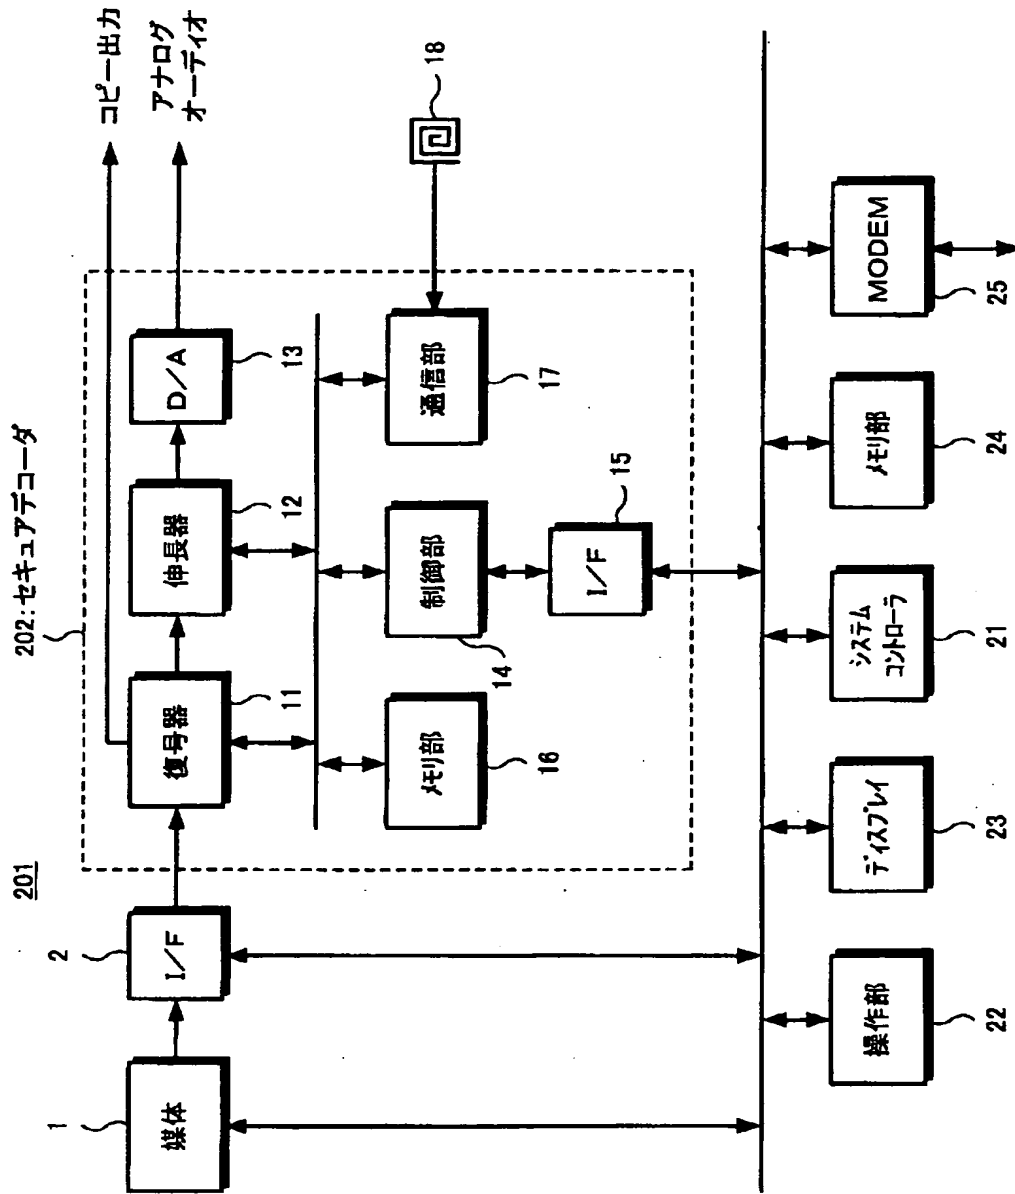 201
202:セキュアデコーダ
コピー出力
アナログ
オーディオ
1
媒体
2
I/F
復号器
11
伸長器
12
D/A
13
メモリ部
16
制御部
14
通信部
17
18
I/F
15
操作部
22
ディスプレイ
23
システム
コントローラ
21
メモリ部
24
MODEM
25